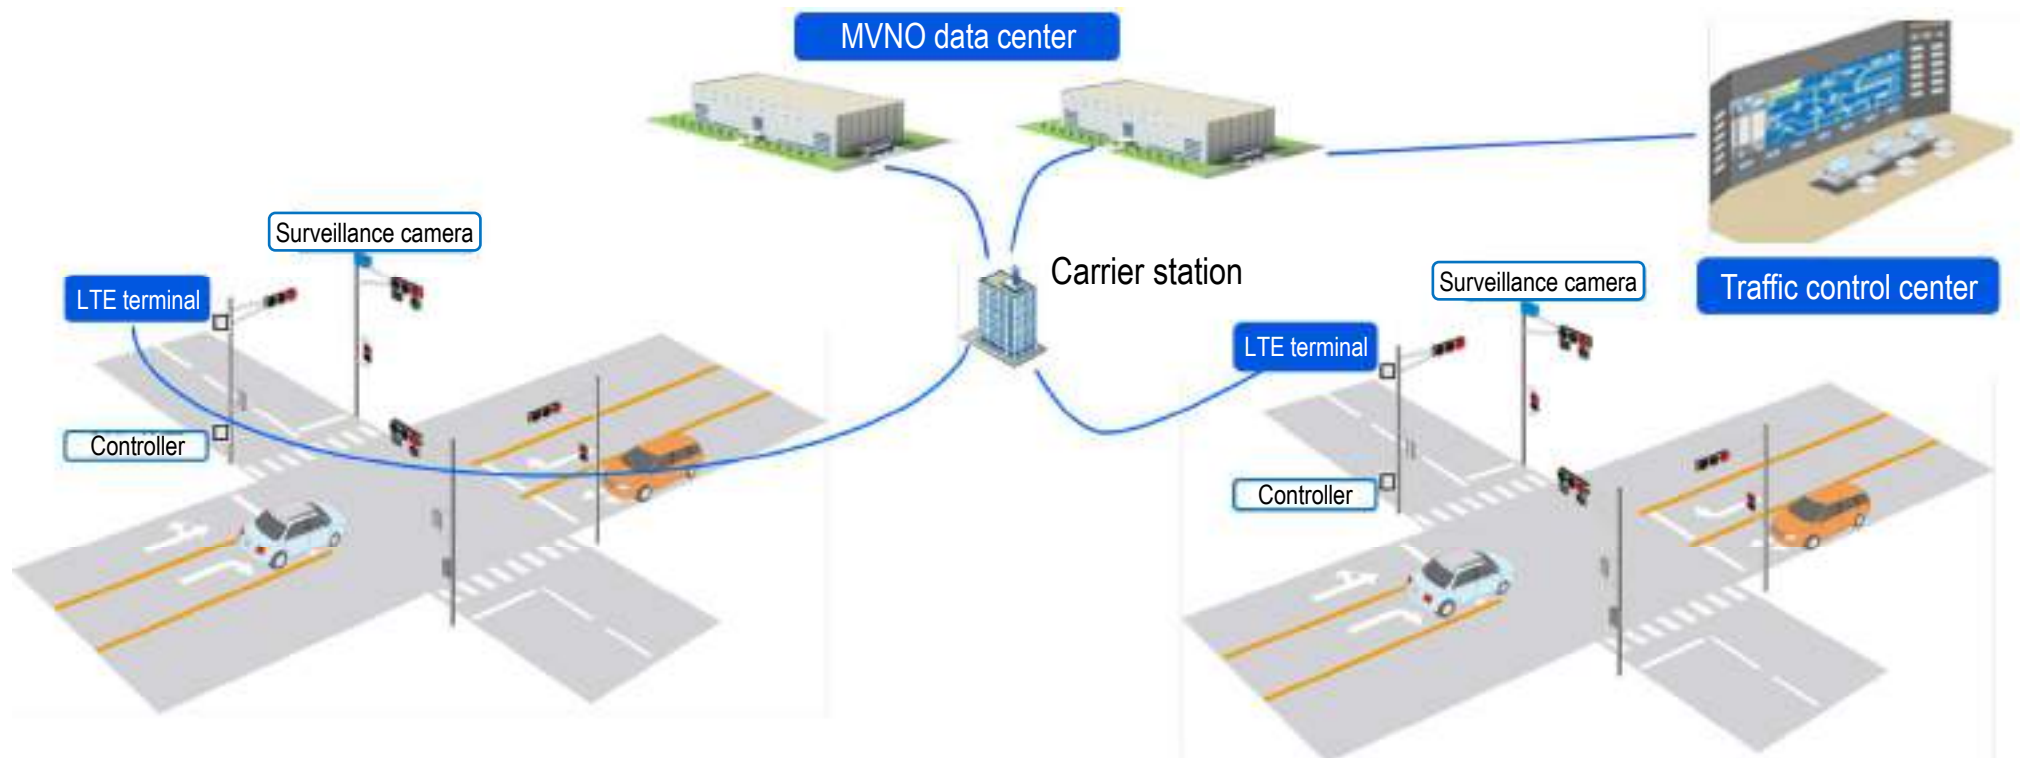 MVNO data center
Surveillance camera
LTE terminal
Carrier station
Surveillance camera
Traffic control center
LTE terminal
Controller
Controller